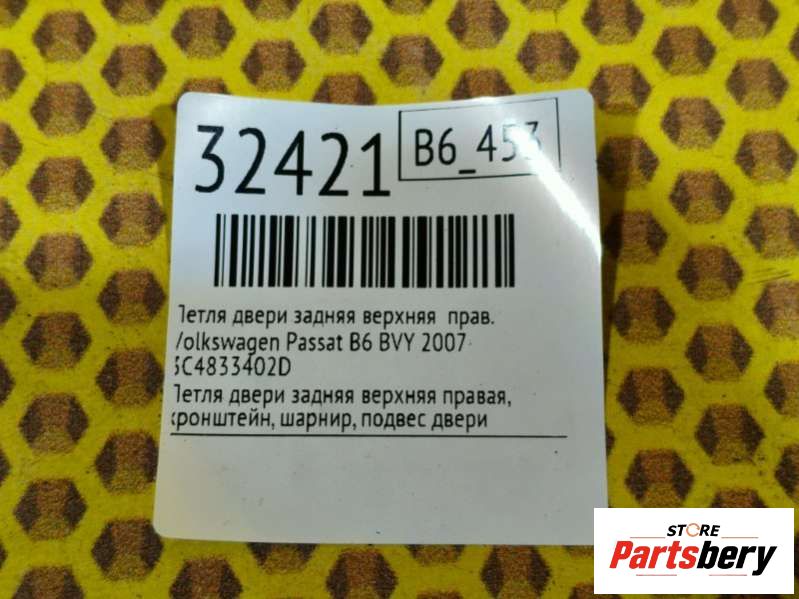 32421
B6_453
Петля двери задняя верхняя прав.
Volkswagen Passat B6 BVY 2007
3C4833402D
Петля двери задняя верхняя правая,
кронштейн, шарнир, подвес двери
STORE
Partsbery